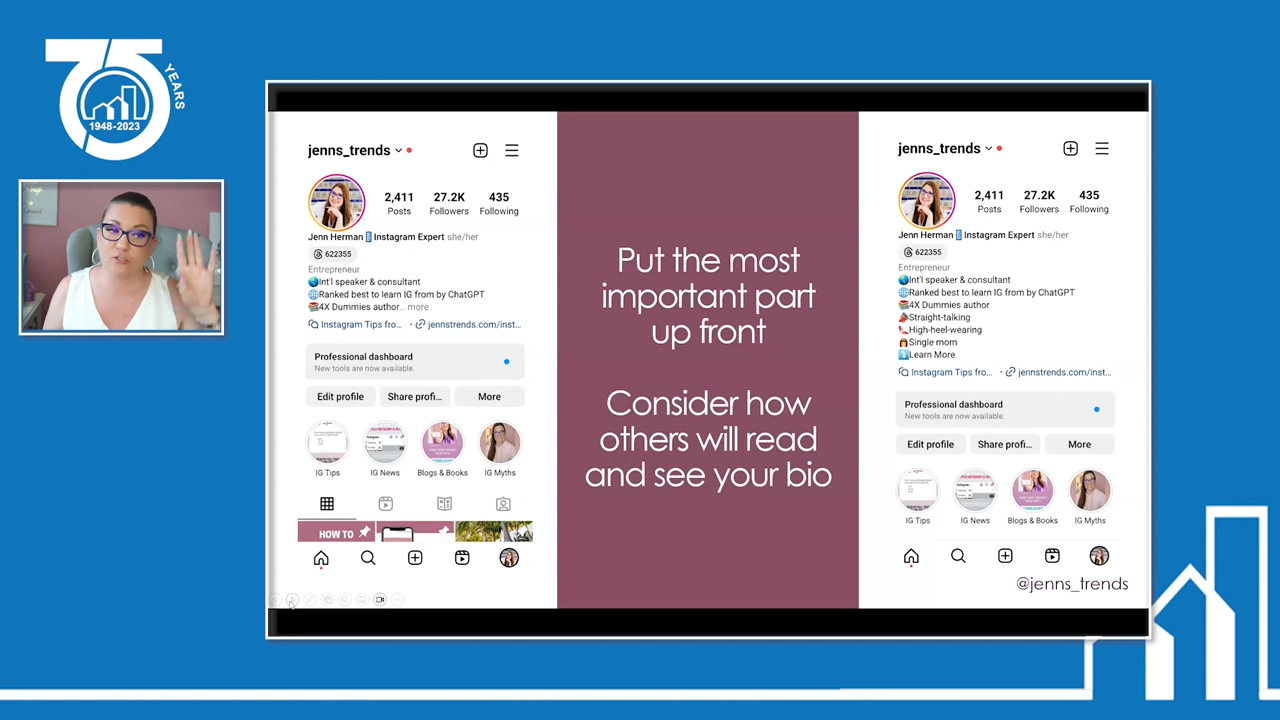 75 YEARS
1948-2023
jenns_trends
2,411 27.2K 435
Posts Followers Following
Jenn Herman Instagram Expert she/her
622355
Entrepreneur
Int'l speaker & consultant
Ranked best to learn IG from by ChatGPT
4X Dummies author... more
Instagram Tips fro... · jennstrends.com/inst...
Professional dashboard
New tools are now available.
Edit profile Share profi... More
IG Tips IG News Blogs & Books IG Myths
HOW TO
Put the most
important part
up front
Consider how
others will read
and see your bio
jenns_trends
2,411 27.2K 435
Posts Followers Following
Jenn Herman Instagram Expert she/her
622355
Entrepreneur
Int'l speaker & consultant
Ranked best to learn IG from by ChatGPT
4X Dummies author
Straight-talking
High-heel-wearing
Single mom
Learn More
Instagram Tips fro... · jennstrends.com/inst...
Professional dashboard
New tools are now available.
Edit profile Share profi... More
IG Tips IG News Blogs & Books IG Myths
@jenns_trends